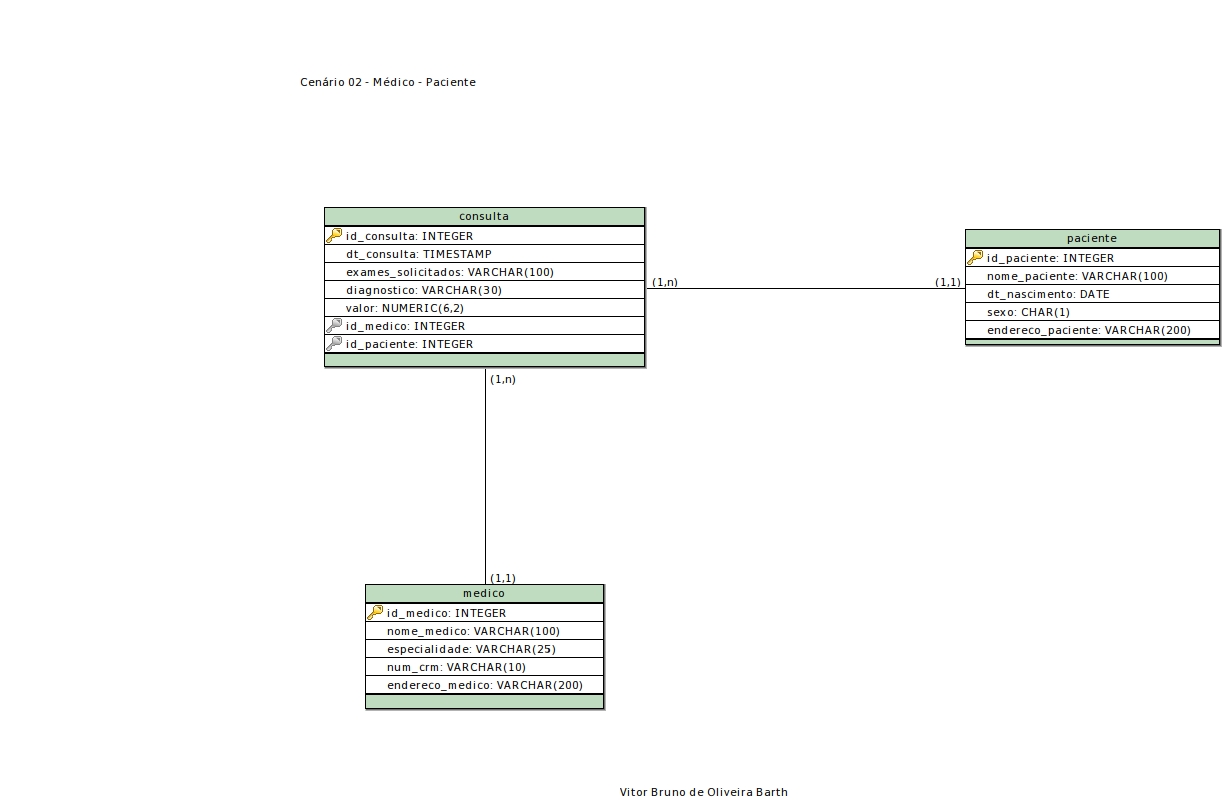 Cenário 02 - Médico - Paciente
consulta
id_consulta: INTEGER
dt_consulta: TIMESTAMP
exames_solicitados: VARCHAR(100)
diagnostico: VARCHAR(30)
valor: NUMERIC(6,2)
id_medico: INTEGER
id_paciente: INTEGER
(1,n)
(1,1)
paciente
id_paciente: INTEGER
nome_paciente: VARCHAR(100)
dt_nascimento: DATE
sexo: CHAR(1)
endereco_paciente: VARCHAR(200)
(1,n)
(1,1)
medico
id_medico: INTEGER
nome_medico: VARCHAR(100)
especialidade: VARCHAR(25)
num_crm: VARCHAR(10)
endereco_medico: VARCHAR(200)
Vitor Bruno de Oliveira Barth